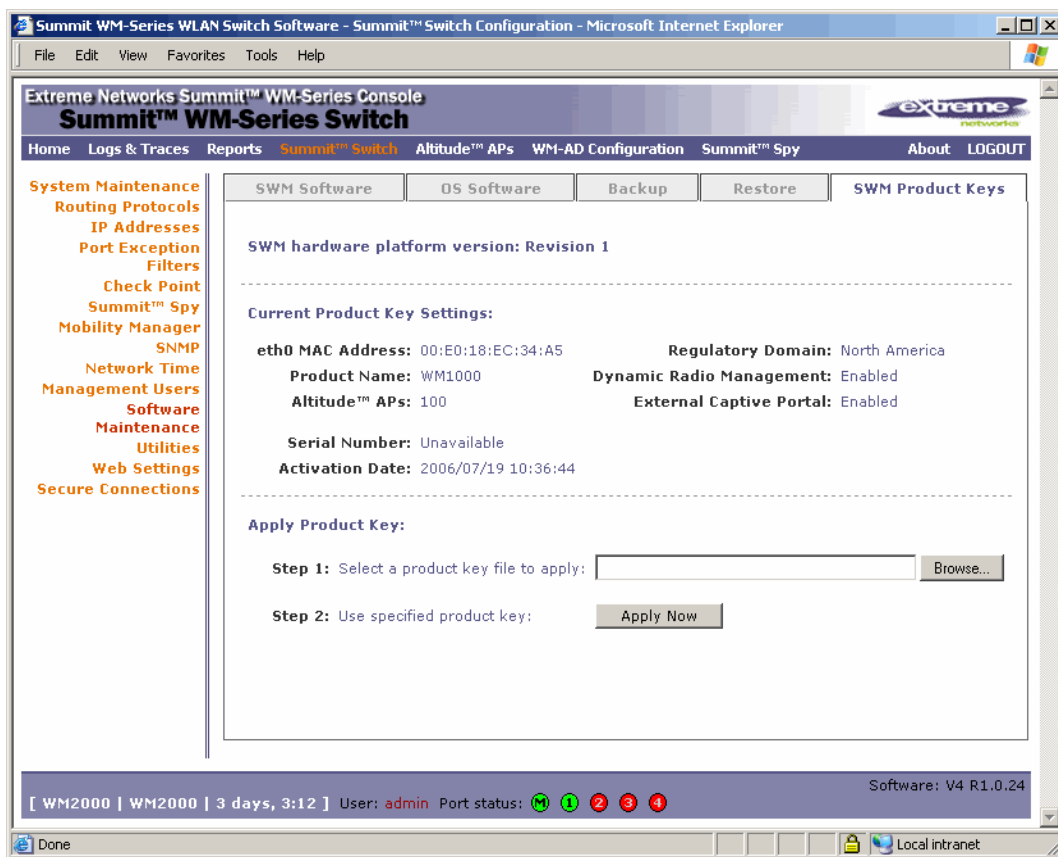 Summit WM-Series WLAN Switch Software - Summit™ Switch Configuration - Microsoft Internet Explorer
File Edit View Favorites Tools Help
Extreme Networks Summit™ WM-Series Console
Summit™ WM-Series Switch
extreme
networks
Home Logs & Traces Reports Summit™ Switch Altitude™ APs WM-AD Configuration Summit™ Spy About LOGOUT
System Maintenance
Routing Protocols
IP Addresses
Port Exception
Filters
Check Point
Summit™ Spy
Mobility Manager
SNMP
Network Time
Management Users
Software
Maintenance
Utilities
Web Settings
Secure Connections
SWM Software OS Software Backup Restore SWM Product Keys
SWM hardware platform version: Revision 1
Current Product Key Settings:
eth0 MAC Address: 00:E0:18:EC:34:A5 Regulatory Domain: North America
Product Name: WM1000 Dynamic Radio Management: Enabled
Altitude™ APs: 100 External Captive Portal: Enabled
Serial Number: Unavailable
Activation Date: 2006/07/19 10:36:44
Apply Product Key:
Step 1: Select a product key file to apply: Browse...
Step 2: Use specified product key: Apply Now
Software: V4 R1.0.24
[ WM2000 | WM2000 | 3 days, 3:12 ] User: admin Port status: M 1 2 3 4
Done Local intranet